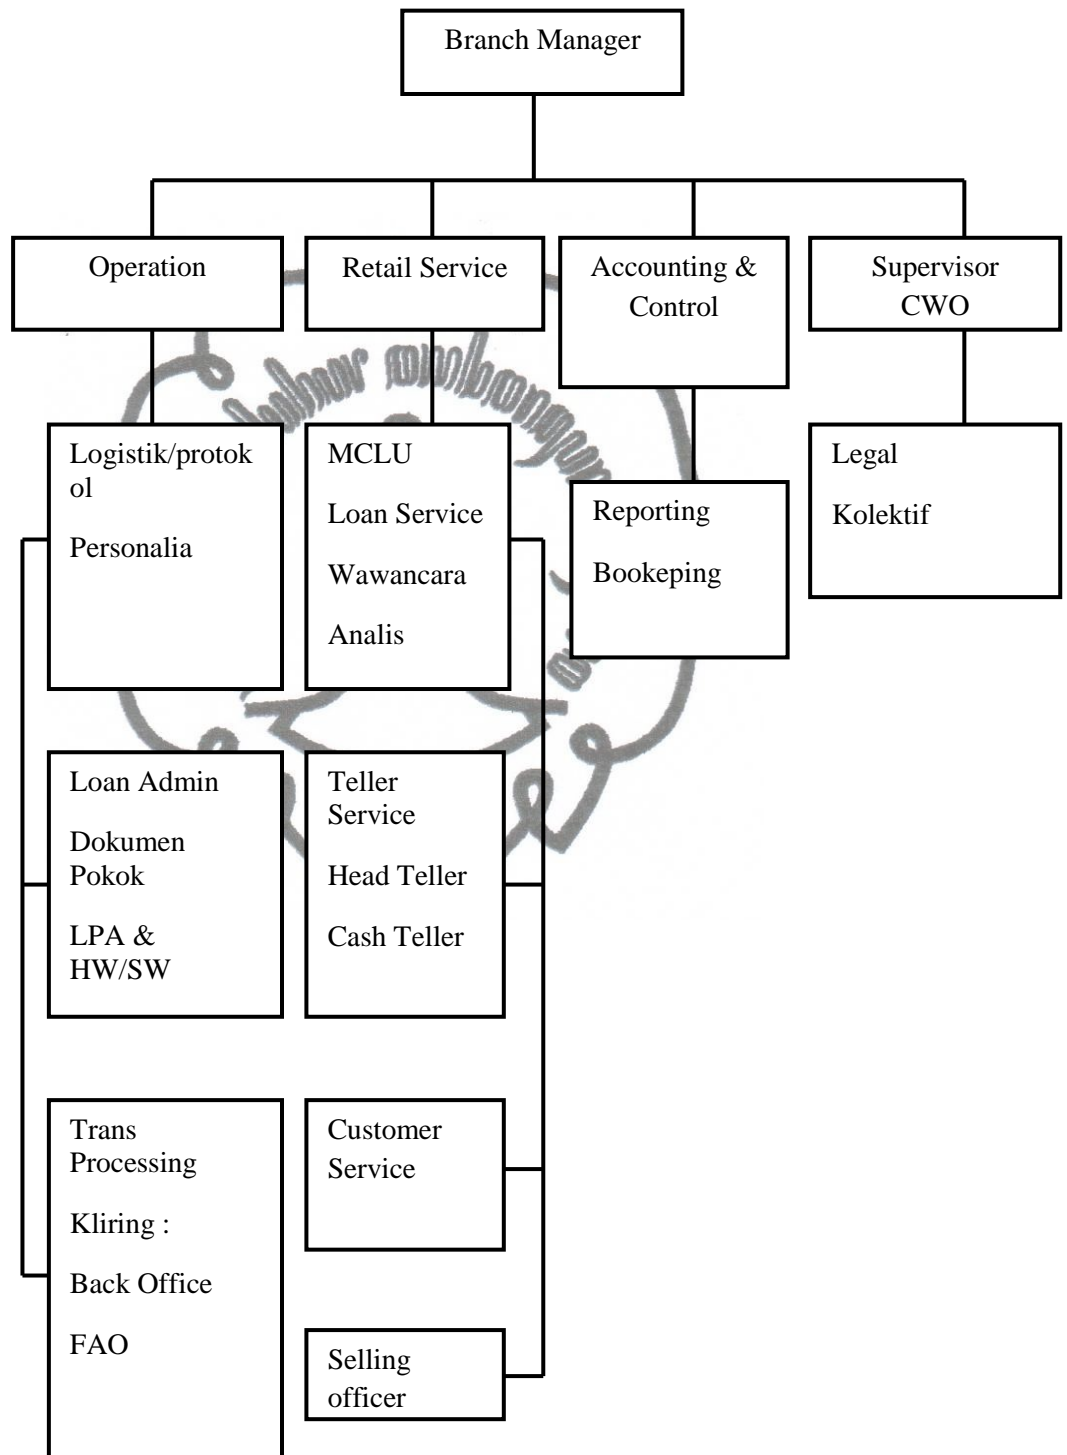 Branch Manager
Operation
Retail Service
Accounting &
Control
Supervisor
CWO
Logistik/protok
ol
Personalia
MCLU
Loan Service
Wawancara
Analis
Reporting
Bookeping
Legal
Kolektif
Loan Admin
Dokumen
Pokok
LPA &
HW/SW
Teller
Service
Head Teller
Cash Teller
Trans
Processing
Kliring :
Back Office
FAO
Customer
Service
Selling
officer